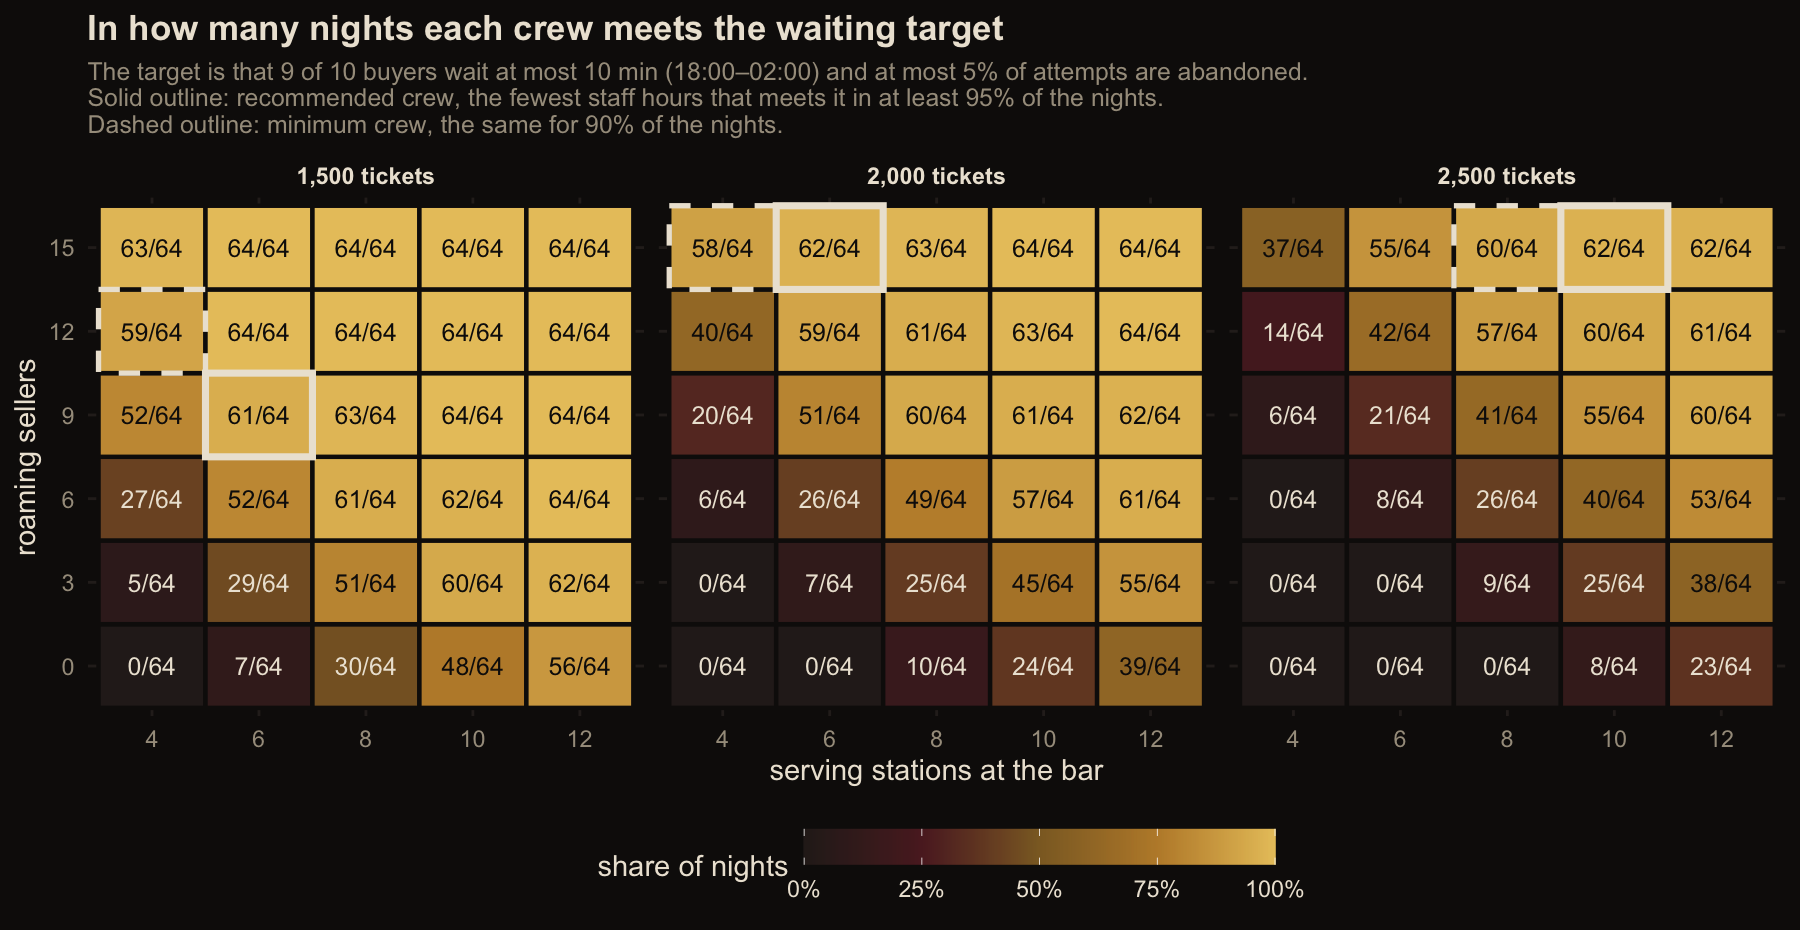 In how many nights each crew meets the waiting target
The target is that 9 of 10 buyers wait at most 10 min (18:00–02:00) and at most 5% of attempts are abandoned.
Solid outline: recommended crew, the fewest staff hours that meets it in at least 95% of the nights.
Dashed outline: minimum crew, the same for 90% of the nights.
1,500 tickets 2,000 tickets 2,500 tickets
15 63/64 64/64 64/64 64/64 64/64 58/64 62/64 63/64 64/64 64/64 37/64 55/64 60/64 62/64 62/64
12 59/64 64/64 64/64 64/64 64/64 40/64 59/64 61/64 63/64 64/64 14/64 42/64 57/64 60/64 61/64
9 52/64 61/64 63/64 64/64 64/64 20/64 51/64 60/64 61/64 62/64 6/64 21/64 41/64 55/64 60/64
6 27/64 52/64 61/64 62/64 64/64 6/64 26/64 49/64 57/64 61/64 0/64 8/64 26/64 40/64 53/64
3 5/64 29/64 51/64 60/64 62/64 0/64 7/64 25/64 45/64 55/64 0/64 0/64 9/64 25/64 38/64
0 0/64 7/64 30/64 48/64 56/64 0/64 0/64 10/64 24/64 39/64 0/64 0/64 0/64 8/64 23/64
roaming sellers
4 6 8 10 12 4 6 8 10 12 4 6 8 10 12
serving stations at the bar
share of nights
0% 25% 50% 75% 100%